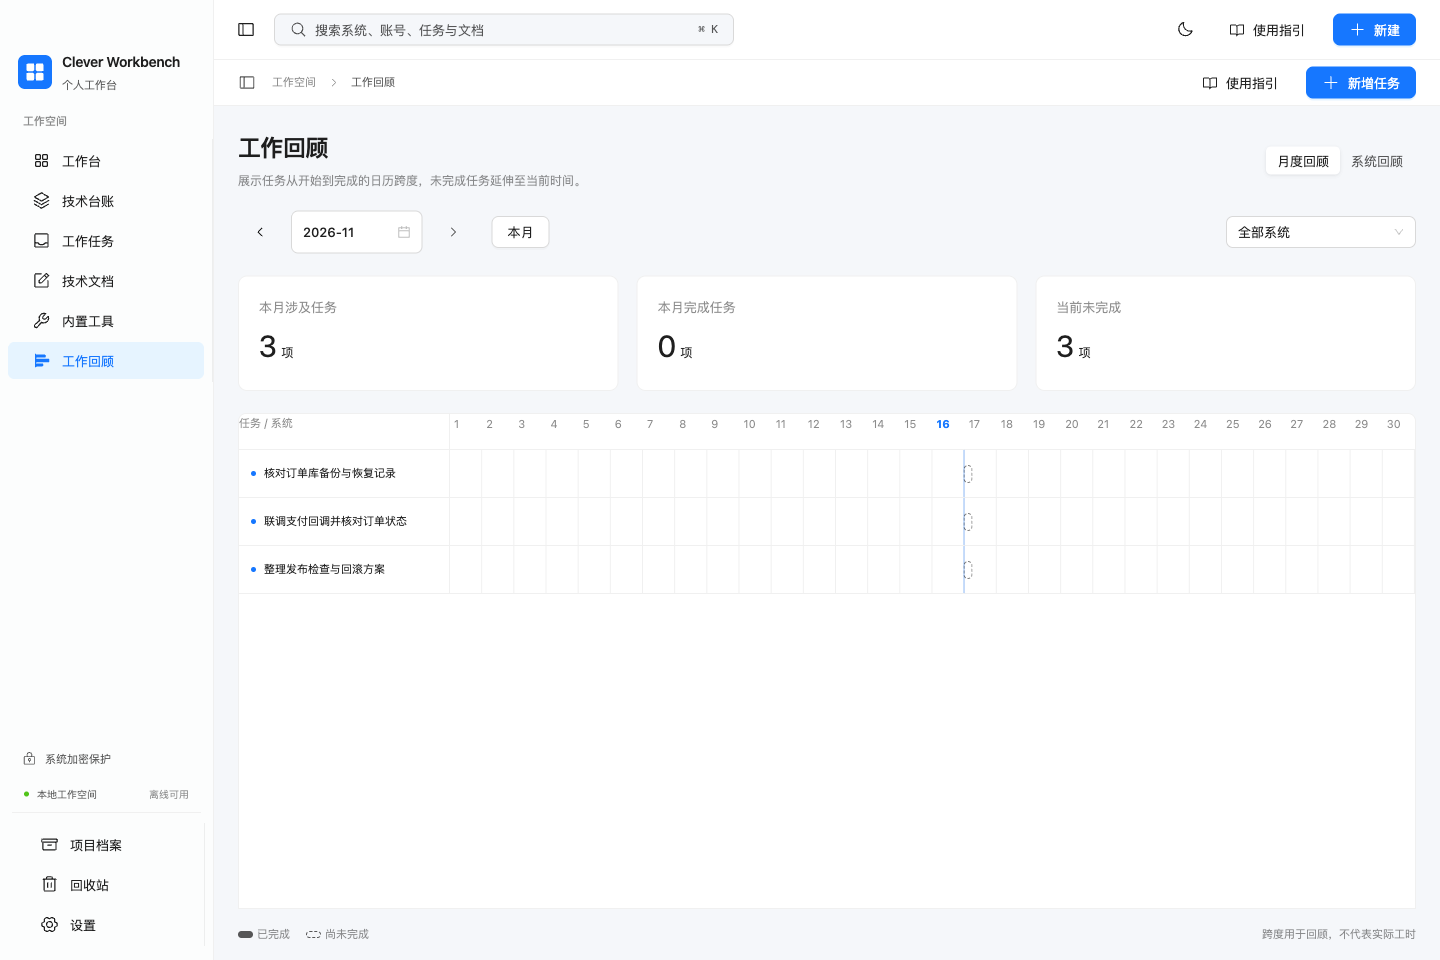 Clever Workbench
个人工作台
工作空间
工作台
技术台账
工作任务
技术文档
内置工具
工作回顾
系统加密保护
本地工作空间 离线可用
项目档案
回收站
设置
搜索系统、账号、任务与文档 ⌘ K
使用指引
新建
工作空间 > 工作回顾
使用指引
新增任务
工作回顾
展示任务从开始到完成的日历跨度，未完成任务延伸至当前时间。
月度回顾 系统回顾
2026-11
本月
全部系统
本月涉及任务
3 项
本月完成任务
0 项
当前未完成
3 项
任务 / 系统 1 2 3 4 5 6 7 8 9 10 11 12 13 14 15 16 17 18 19 20 21 22 23 24 25 26 27 28 29 30
核对订单库备份与恢复记录
联调支付回调并核对订单状态
整理发布检查与回滚方案
已完成 尚未完成
跨度用于回顾，不代表实际工时